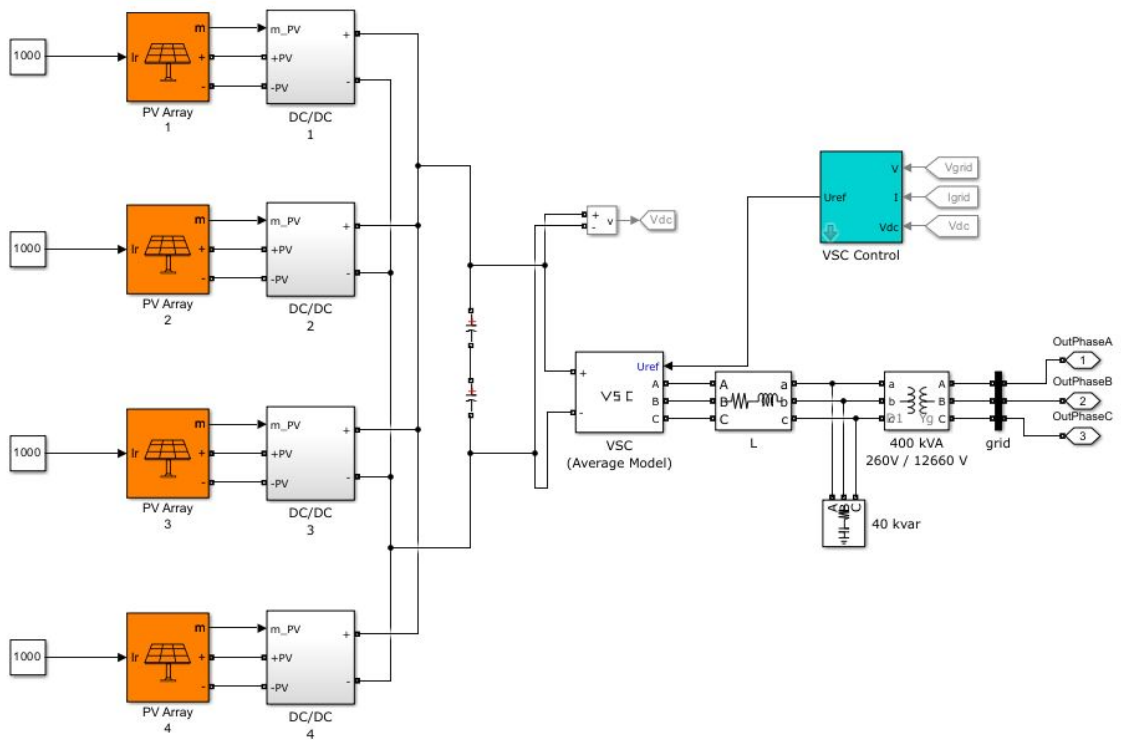 1000
Ir
m
+
-
PV Array
1
m_PV
+PV
-PV
+
-
DC/DC
1
1000
Ir
m
+
-
PV Array
2
m_PV
+PV
-PV
+
-
DC/DC
2
1000
Ir
m
+
-
PV Array
3
m_PV
+PV
-PV
+
-
DC/DC
3
1000
Ir
m
+
-
PV Array
4
m_PV
+PV
-PV
+
-
DC/DC
4
+
-
v
Vdc
Uref
V
I
Vdc
VSC Control
Vgrid
Igrid
Vdc
+
-
VSC
Uref
A
B
C
VSC
(Average Model)
A
B
C
a
b
c
L
a
b
c
D1
Yg
A
B
C
400 kVA
260V / 12660 V
grid
A
B
C
40 kvar
OutPhaseA
1
OutPhaseB
2
OutPhaseC
3